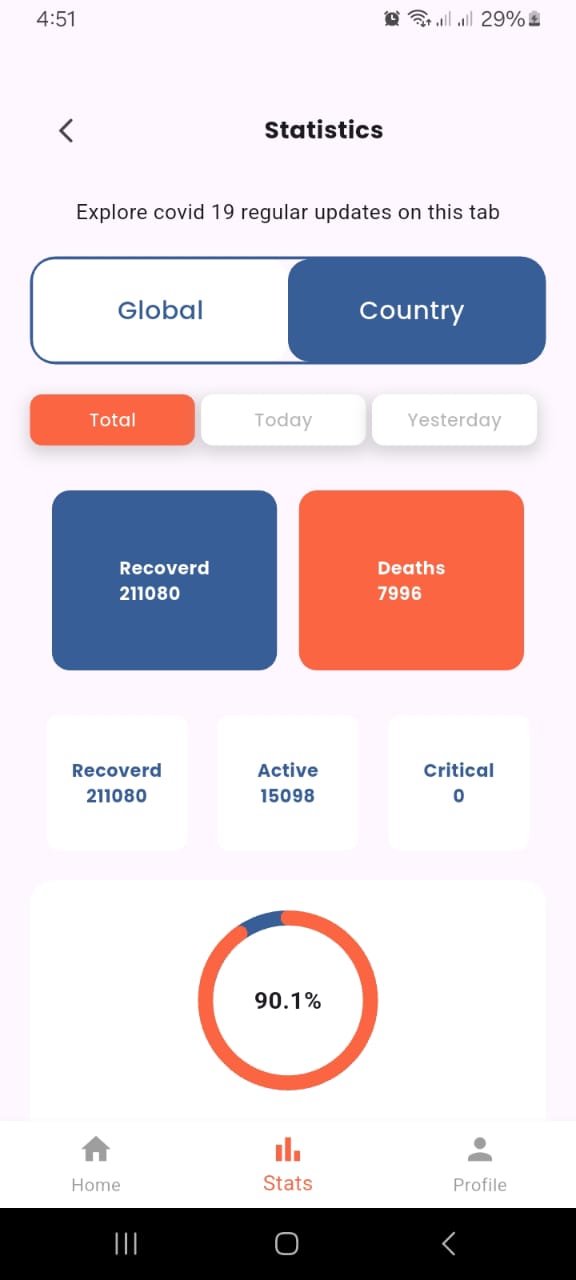 4:51 29%
Statistics
Explore covid 19 regular updates on this tab
Global Country
Total Today Yesterday
Recoverd Deaths
211080 7996
Recoverd Active Critical
211080 15098 0
90.1%
Home Stats Profile